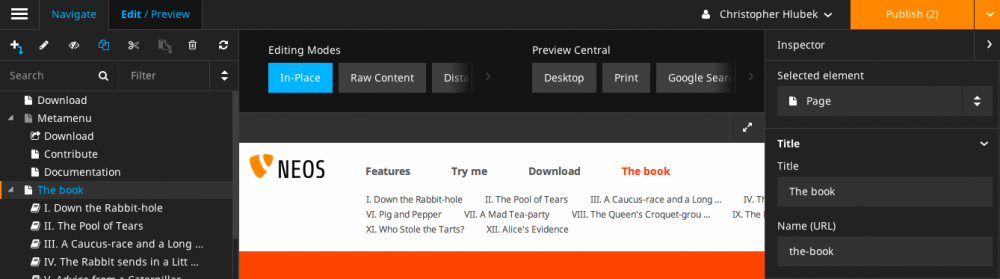 Navigate
Edit / Preview
Christopher Hlubek
Publish (2)
Search
Filter
Download
Metamenu
Download
Contribute
Documentation
The book
I. Down the Rabbit-hole
II. The Pool of Tears
III. A Caucus-race and a Long ...
IV. The Rabbit sends in a Litt ...
V. Advice from a Caterpillar
Editing Modes
In-Place
Raw Content
Dista
Preview Central
Desktop
Print
Google Searc
NEOS
Features
Try me
Download
The book
I. Down the Rabbit-hole
II. The Pool of Tears
III. A Caucus-race and a Long ...
IV. Th
VI. Pig and Pepper
VII. A Mad Tea-party
VIII. The Queen's Croquet-grou ...
IX. The
XI. Who Stole the Tarts?
XII. Alice's Evidence
Inspector
Selected element
Page
Title
Title
The book
Name (URL)
the-book